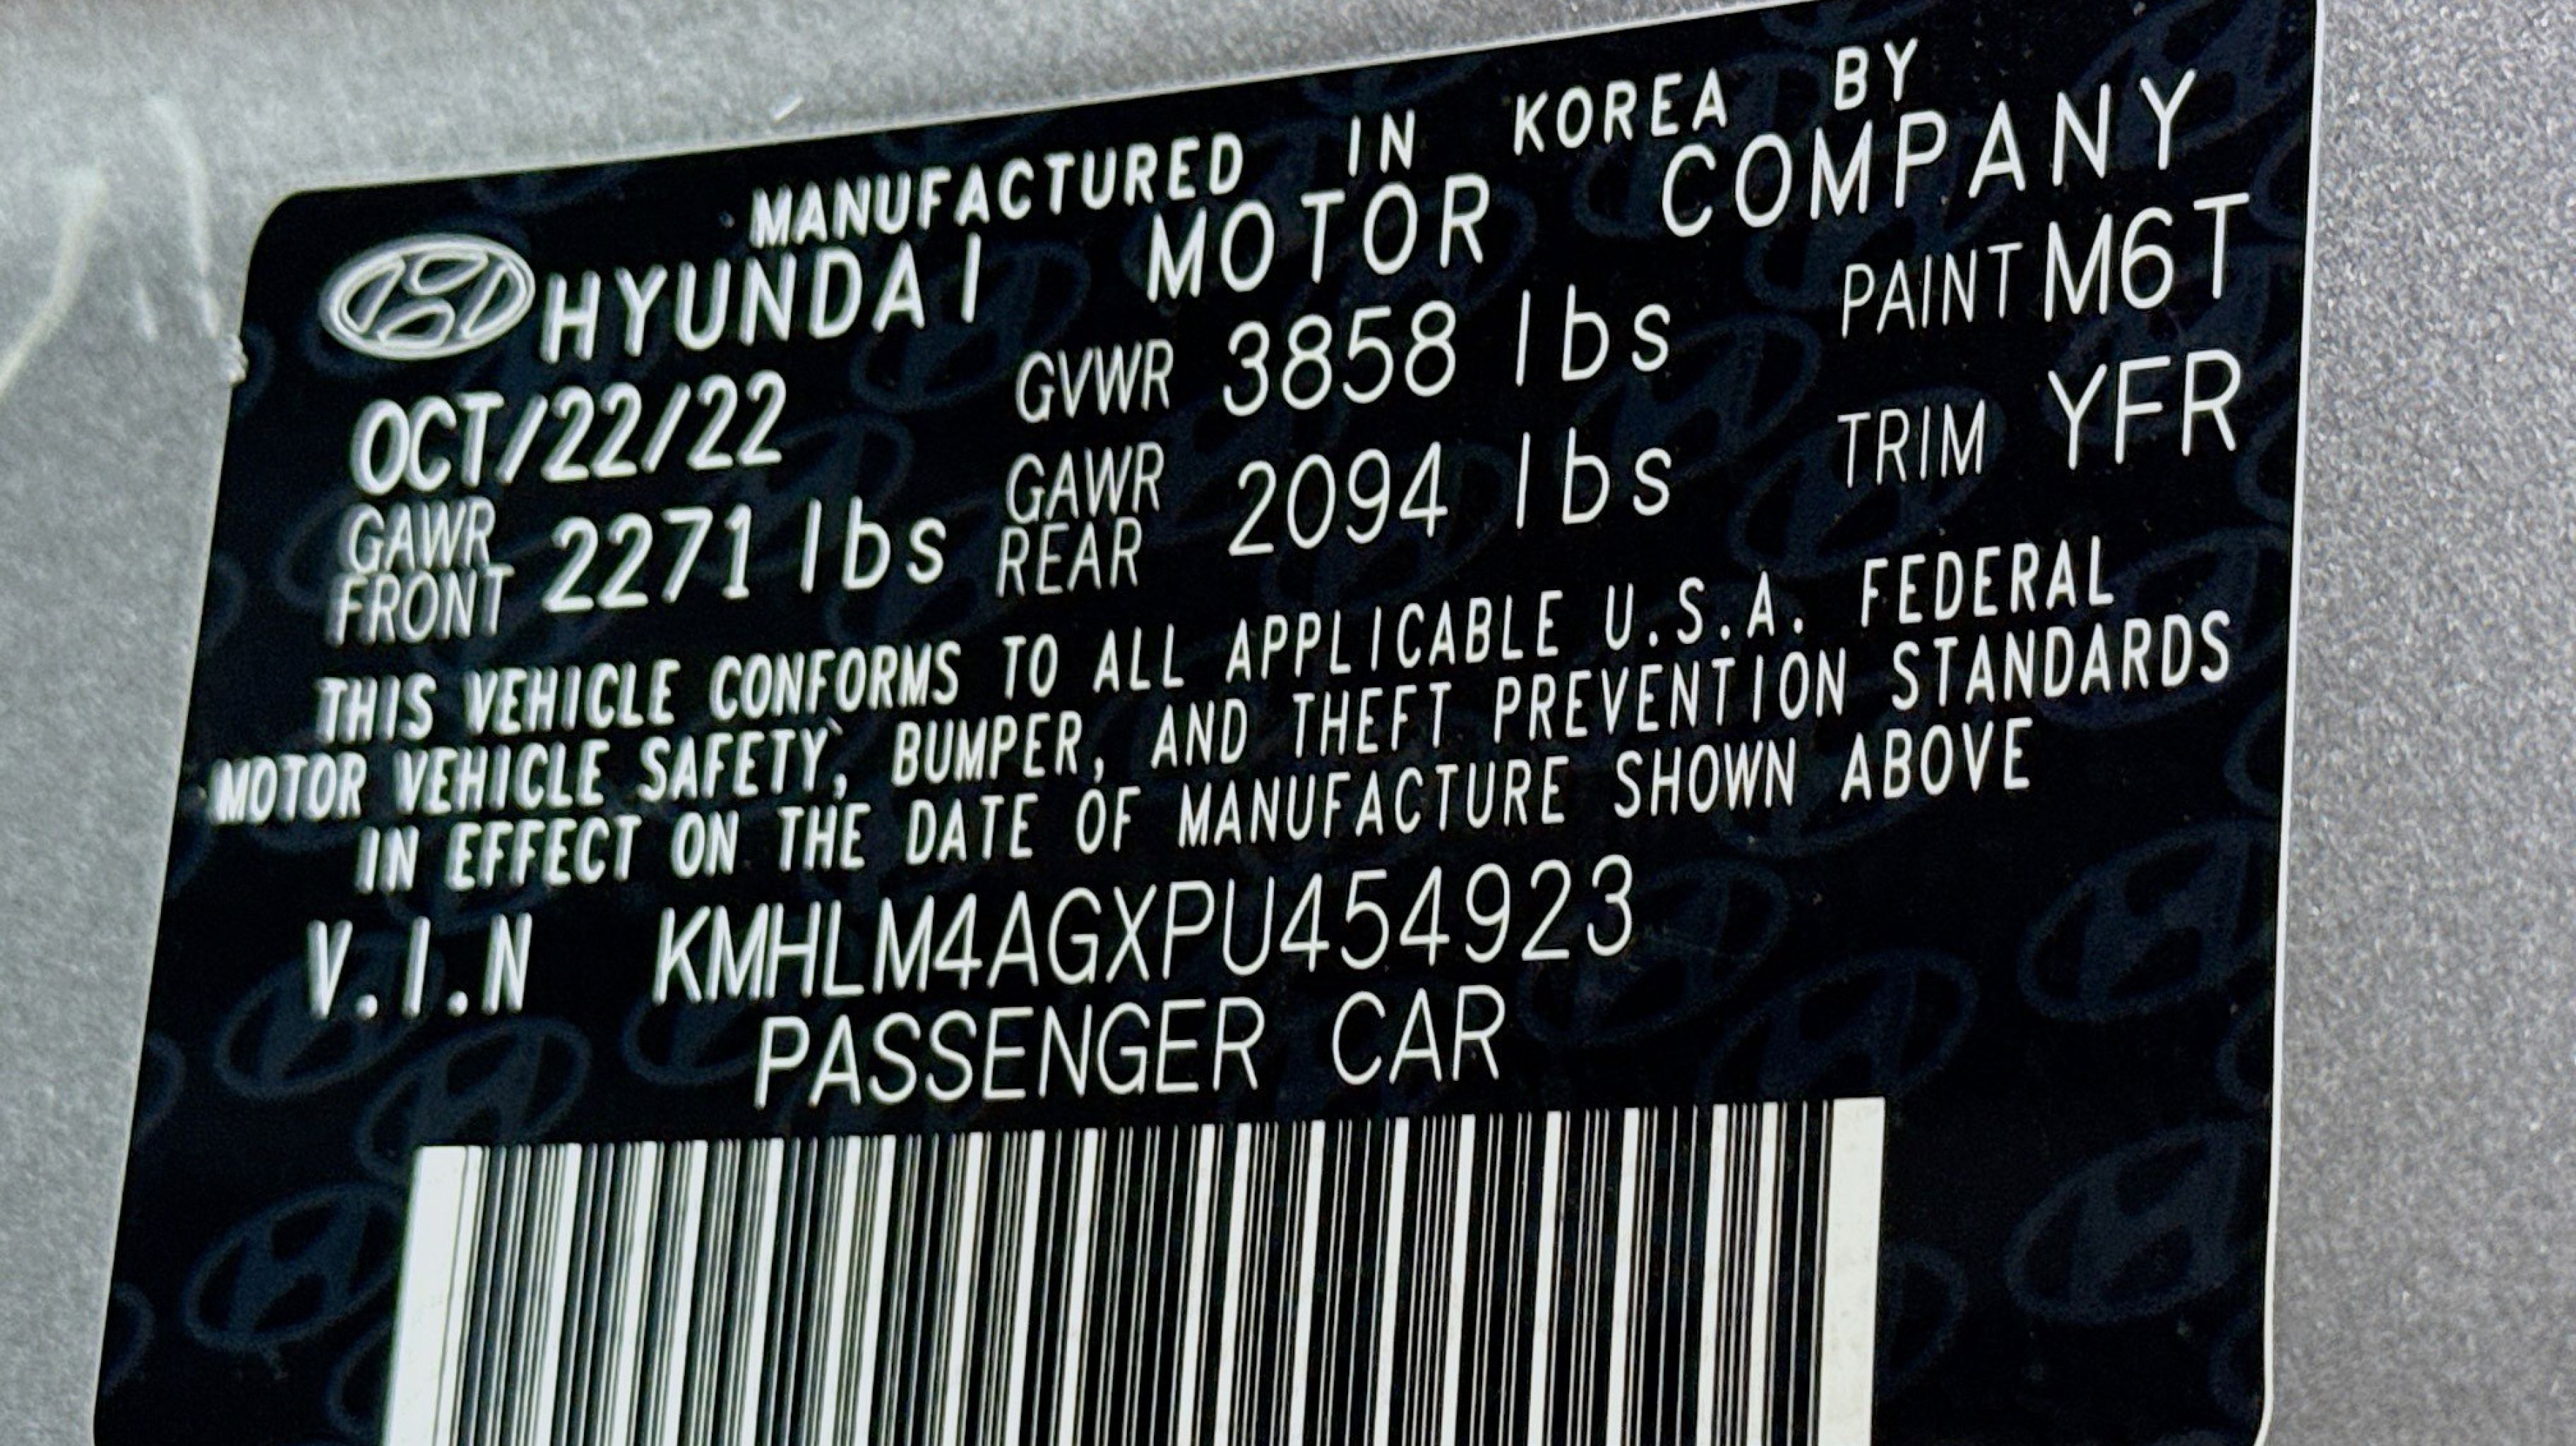 MANUFACTURED IN KOREA BY
HYUNDAI MOTOR COMPANY
OCT/22/22 GVWR 3858 lbs PAINT M6T
GAWR FRONT 2271 lbs GAWR REAR 2094 lbs TRIM YFR
THIS VEHICLE CONFORMS TO ALL APPLICABLE U.S.A. FEDERAL
MOTOR VEHICLE SAFETY, BUMPER, AND THEFT PREVENTION STANDARDS
IN EFFECT ON THE DATE OF MANUFACTURE SHOWN ABOVE
V.I.N KMHLM4AGXPU454923
PASSENGER CAR